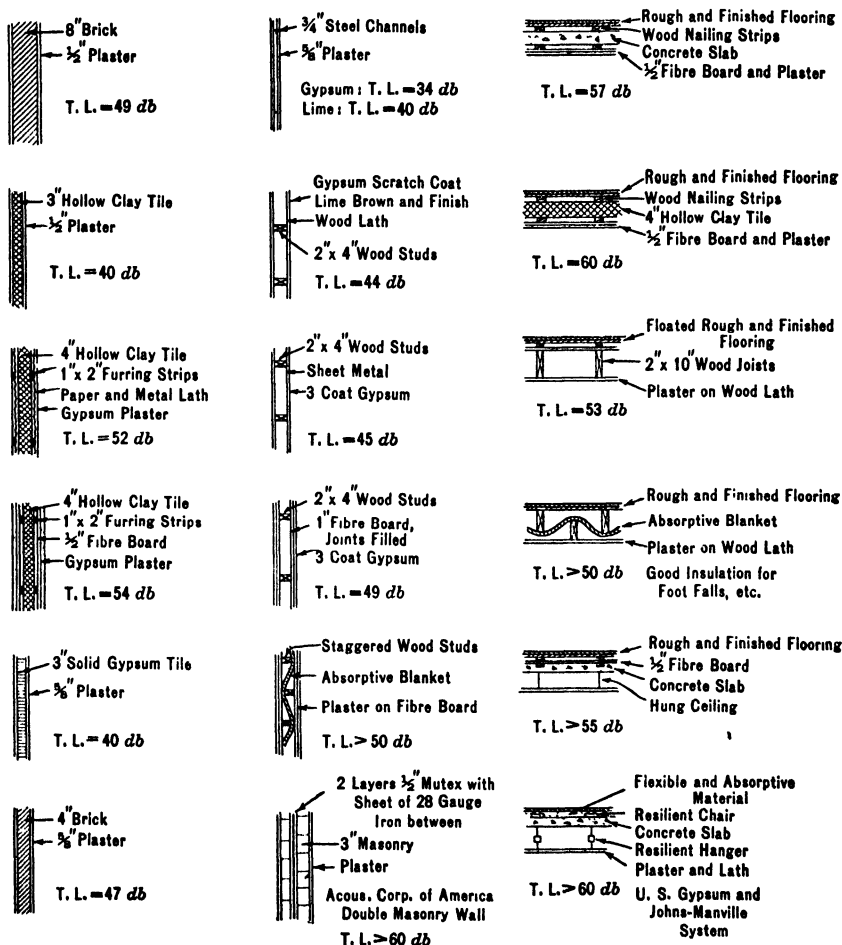 8" Brick
½" Plaster
T. L. = 49 db
3" Hollow Clay Tile
½" Plaster
T. L. = 40 db
4" Hollow Clay Tile
1" x 2" Furring Strips
Paper and Metal Lath
Gypsum Plaster
T. L. = 52 db
4" Hollow Clay Tile
1" x 2" Furring Strips
½" Fibre Board
Gypsum Plaster
T. L. = 54 db
3" Solid Gypsum Tile
⅝" Plaster
T. L. = 40 db
4" Brick
⅝" Plaster
T. L. = 47 db
¾" Steel Channels
⅝" Plaster
Gypsum: T. L. = 34 db
Lime: T. L. = 40 db
Gypsum Scratch Coat
Lime Brown and Finish
Wood Lath
2" x 4" Wood Studs
T. L. = 44 db
2" x 4" Wood Studs
Sheet Metal
3 Coat Gypsum
T. L. = 45 db
2" x 4" Wood Studs
1" Fibre Board,
Joints Filled
3 Coat Gypsum
T. L. = 49 db
Staggered Wood Studs
Absorptive Blanket
Plaster on Fibre Board
T. L. > 50 db
2 Layers ½" Mutex with
Sheet of 28 Gauge
Iron between
3" Masonry
Plaster
Acous. Corp. of America
Double Masonry Wall
T. L. > 60 db
Rough and Finished Flooring
Wood Nailing Strips
Concrete Slab
½" Fibre Board and Plaster
T. L. = 57 db
Rough and Finished Flooring
Wood Nailing Strips
4" Hollow Clay Tile
½" Fibre Board and Plaster
T. L. = 60 db
Floated Rough and Finished
Flooring
2" x 10" Wood Joists
Plaster on Wood Lath
T. L. = 53 db
Rough and Finished Flooring
Absorptive Blanket
Plaster on Wood Lath
T. L. > 50 db
Good Insulation for
Foot Falls, etc.
Rough and Finished Flooring
½" Fibre Board
Concrete Slab
Hung Ceiling
T. L. > 55 db
Flexible and Absorptive
Material
Resilient Chair
Concrete Slab
Resilient Hanger
Plaster and Lath
T. L. > 60 db
U. S. Gypsum and
Johns-Manville
System